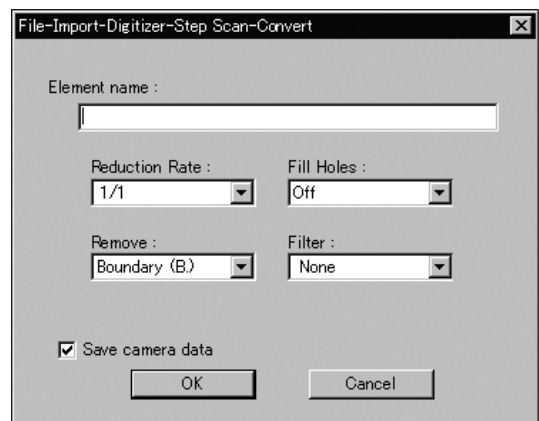 File-Import-Digitizer-Step Scan-Convert
Element name :
Reduction Rate :
Fill Holes :
1/1
Off
Remove :
Filter :
Boundary (B.)
None
Save camera data
OK
Cancel